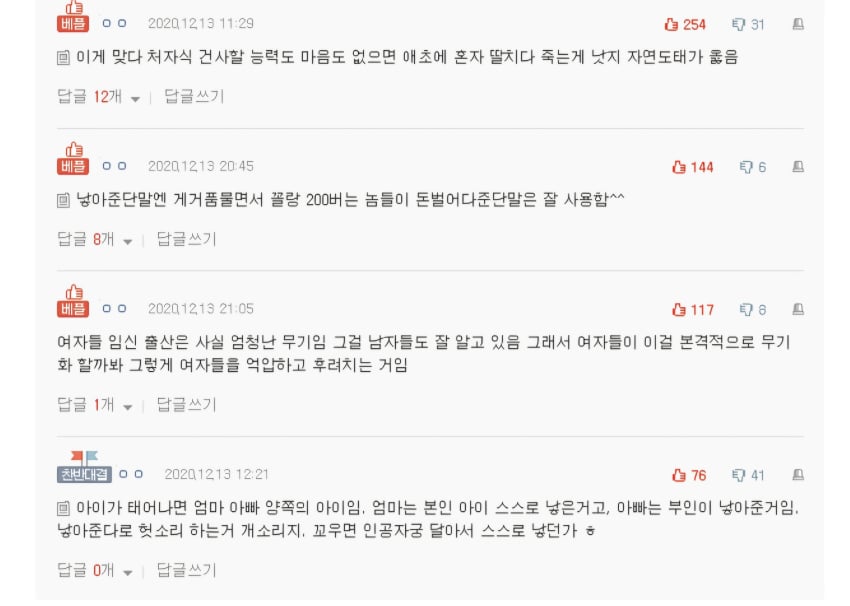 베플 ㅇㅇ 2020.12.13 11:29 254 31
이게 맞다 처자식 건사할 능력도 마음도 없으면 애초에 혼자 딸치다 죽는게 낫지 자연도태가 옳음
답글 12개 답글쓰기
베플 ㅇㅇ 2020.12.13 20:45 144 6
낳아준단말엔 게거품물면서 꼴랑 200버는 놈들이 돈벌어다준단말은 잘 사용함^^
답글 8개 답글쓰기
베플 ㅇㅇ 2020.12.13 21:05 117 8
여자들 임신 출산은 사실 엄청난 무기임 그걸 남자들도 잘 알고 있음 그래서 여자들이 이걸 본격적으로 무기
화 할까봐 그렇게 여자들을 억압하고 후려치는 거임
답글 1개 답글쓰기
찬반대결 ㅇㅇ 2020.12.13 12:21 76 41
아이가 태어나면 엄마 아빠 양쪽의 아이임. 엄마는 본인 아이 스스로 낳은거고, 아빠는 부인이 낳아준거임.
낳아준다로 헛소리 하는거 개소리지. 꼬우면 인공자궁 달아서 스스로 낳던가 ㅎ
답글 0개 답글쓰기